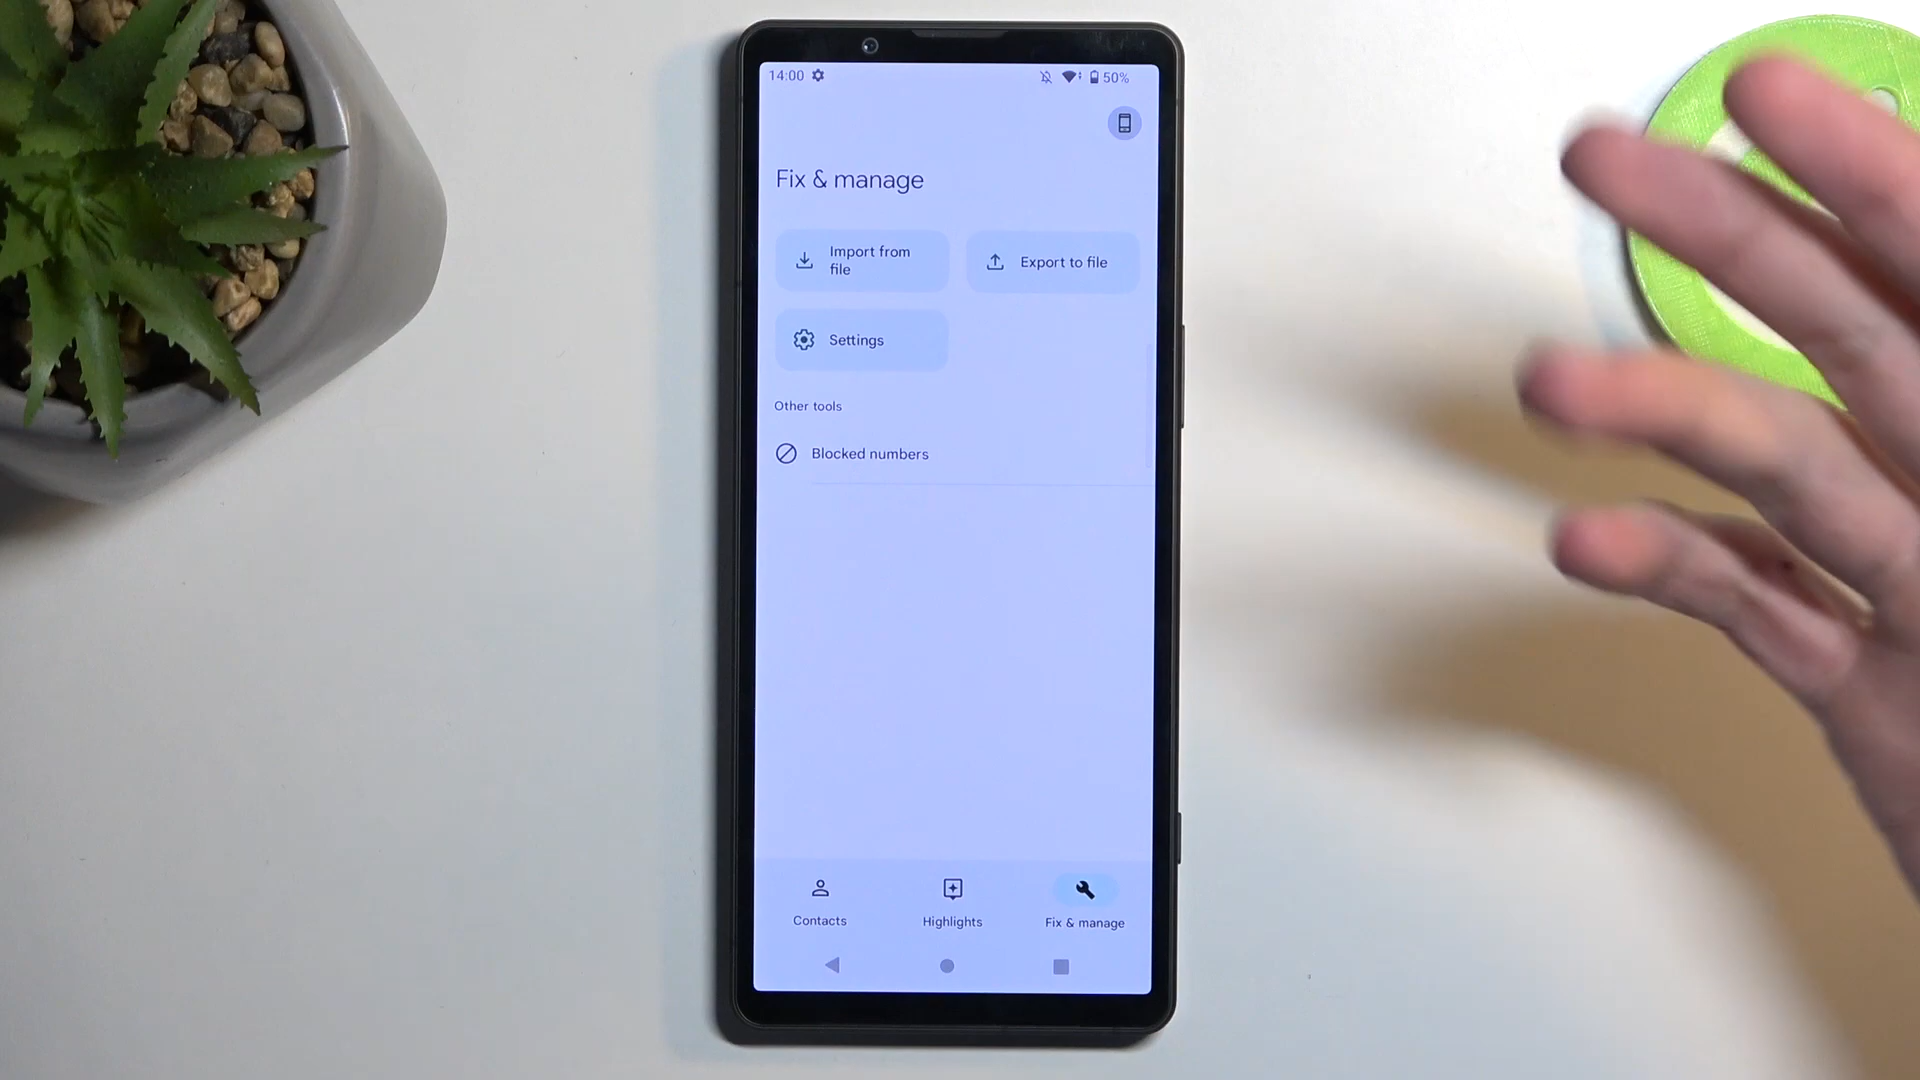 14:00
50%
Fix & manage
Import from
file
Export to file
Settings
Other tools
Blocked numbers
Contacts
Highlights
Fix & manage